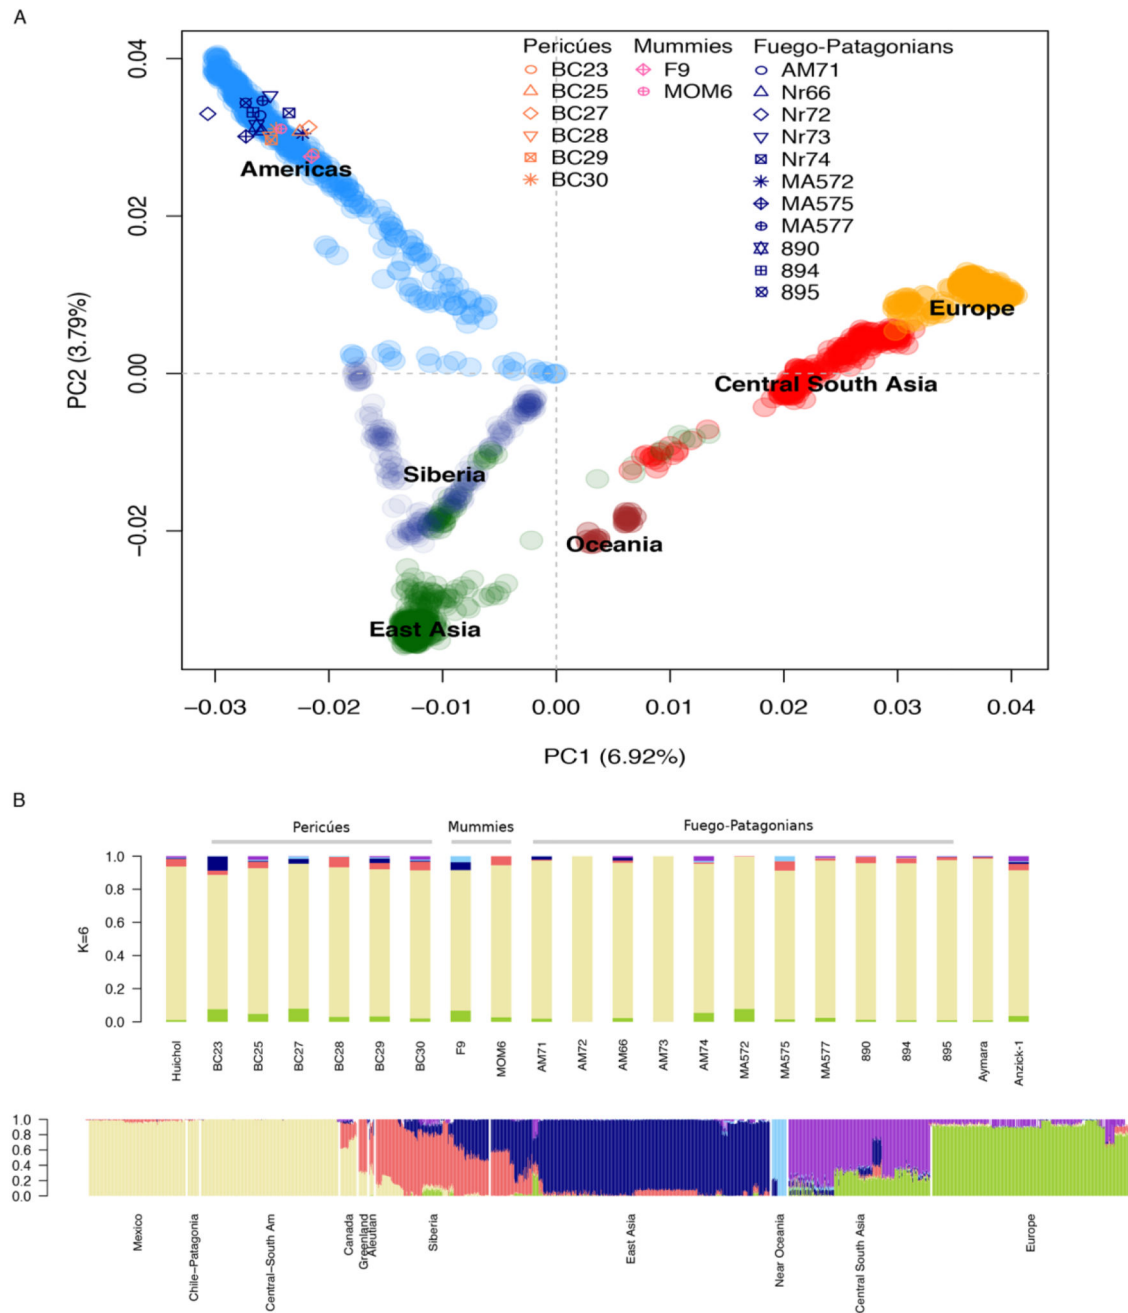 A
Pericúes Mummies Fuego-Patagonians
BC23 F9 AM71
BC25 MOM6 Nr66
BC27 Nr72
BC28 Nr73
BC29 Nr74
BC30 MA572
MA575
MA577
890
894
895
Americas
Europe
Central South Asia
Siberia
Oceania
East Asia
0.04
0.02
0.00
−0.02
PC2 (3.79%)
−0.03 −0.02 −0.01 0.00 0.01 0.02 0.03 0.04
PC1 (6.92%)
B
Pericúes Mummies Fuego-Patagonians
1.0
0.8
0.6
0.4
0.2
0.0
K=6
Huichol BC23 BC25 BC27 BC28 BC29 BC30 F9 MOM6 AM71 AM72 AM66 AM73 AM74 MA572 MA575 MA577 890 894 895 Aymara Anzick-1
1.0
0.8
0.6
0.4
0.2
0.0
Mexico Chile−Patagonia Central−South Am Canada Greenland Aleutian Siberia East Asia Near Oceania Central South Asia Europe